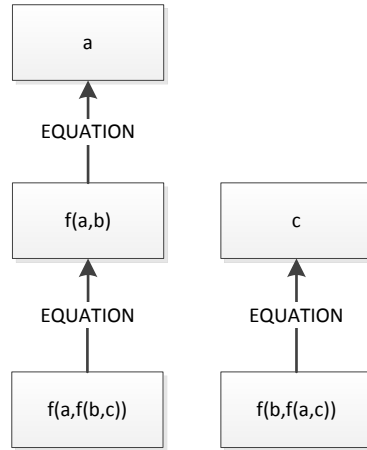 a
EQUATION
f(a,b)
c
EQUATION
EQUATION
f(a,f(b,c))
f(b,f(a,c))